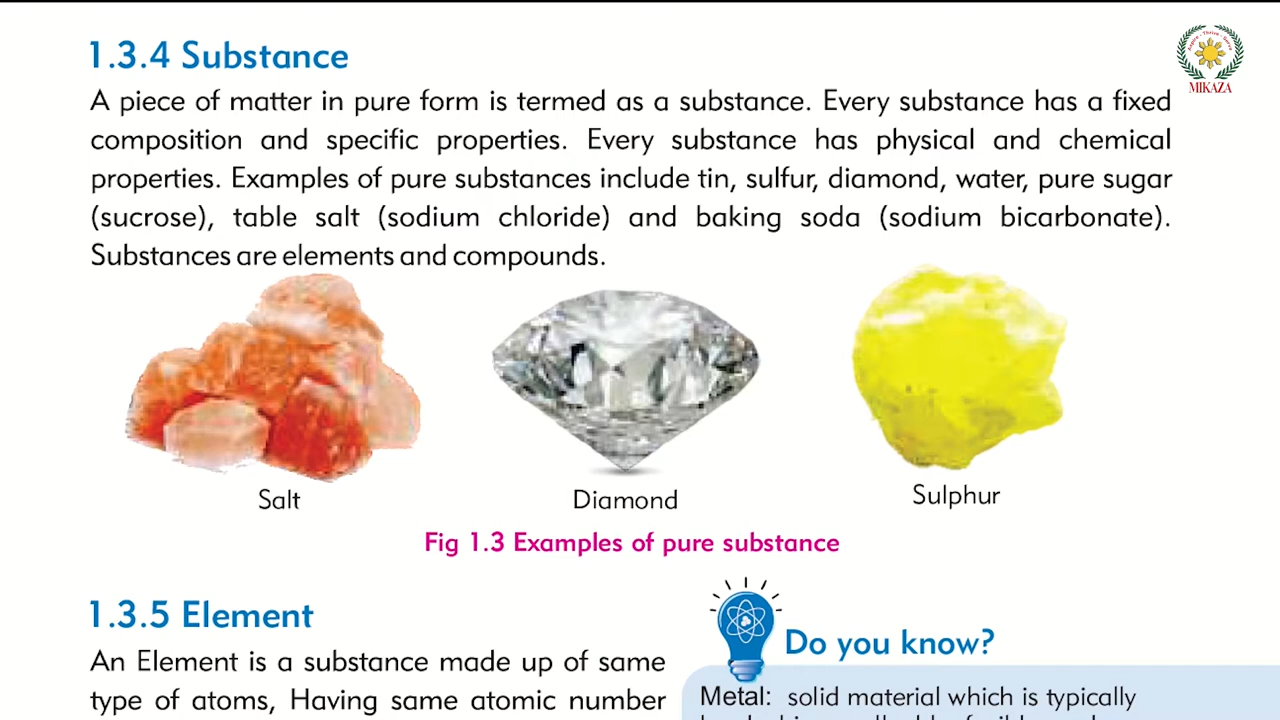 1.3.4 Substance
A piece of matter in pure form is termed as a substance. Every substance has a fixed
composition and specific properties. Every substance has physical and chemical
properties. Examples of pure substances include tin, sulfur, diamond, water, pure sugar
(sucrose), table salt (sodium chloride) and baking soda (sodium bicarbonate).
Substances are elements and compounds.
Salt
Diamond
Sulphur
Fig 1.3 Examples of pure substance
1.3.5 Element
An Element is a substance made up of same
type of atoms, Having same atomic number
Do you know?
Metal: solid material which is typically
MIKAZA